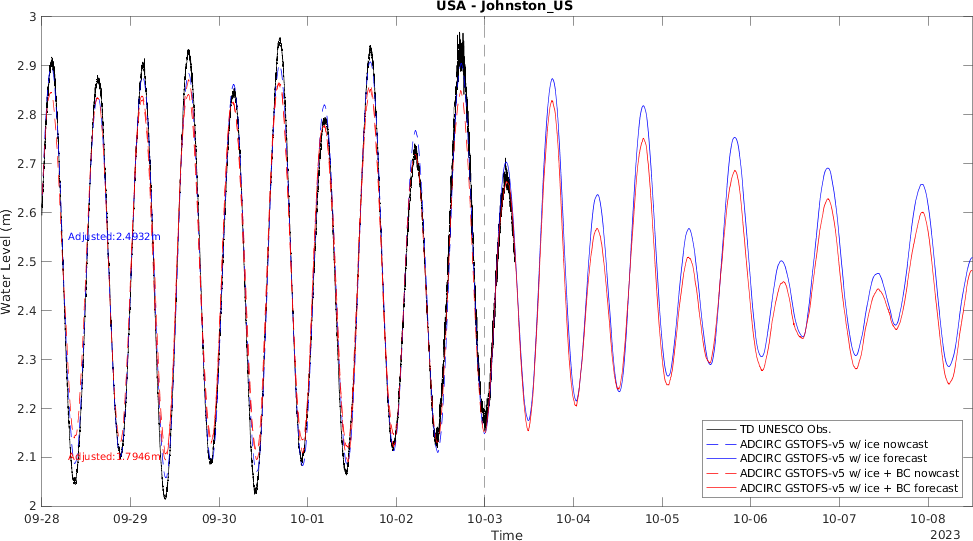 USA - Johnston_US
3
2.9
2.8
2.7
2.6
2.5
2.4
2.3
2.2
2.1
2
Water Level (m)
Adjusted:2.4932m
Adjusted:1.7946m
TD UNESCO Obs.
ADCIRC GSTOFS-v5 w/ ice nowcast
ADCIRC GSTOFS-v5 w/ ice forecast
ADCIRC GSTOFS-v5 w/ ice + BC nowcast
ADCIRC GSTOFS-v5 w/ ice + BC forecast
09-28 09-29 09-30 10-01 10-02 10-03 10-04 10-05 10-06 10-07 10-08
Time 2023